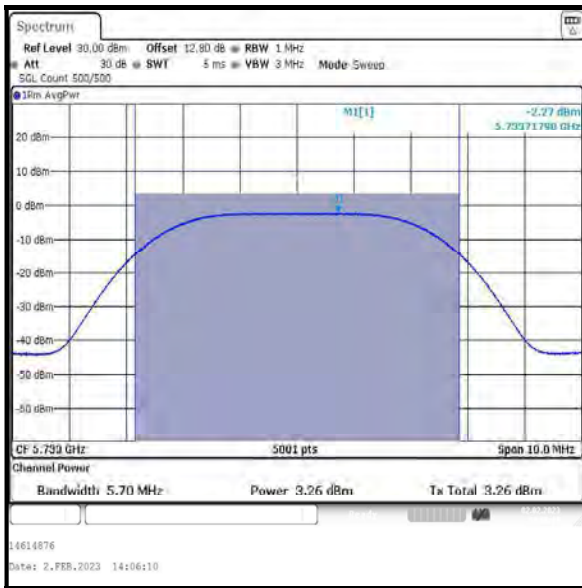 Spectrum
Ref Level 30.00 dBm Offset 12.80 dB RBW 1 MHz
Att 30 dB SWT 5 ms VBW 3 MHz Mode Sweep
SGL Count 500/500
1Rm AvgPwr
M1[1] -2.27 dBm
5.73371790 GHz
20 dBm
10 dBm
0 dBm
-10 dBm
-20 dBm
-30 dBm
-40 dBm
-50 dBm
-60 dBm
CF 5.733 GHz 5001 pts Span 10.0 MHz
Channel Power
Bandwidth 5.70 MHz Power 3.26 dBm Tx Total 3.26 dBm
14614876
Date: 2.FEB.2023 14:06:10